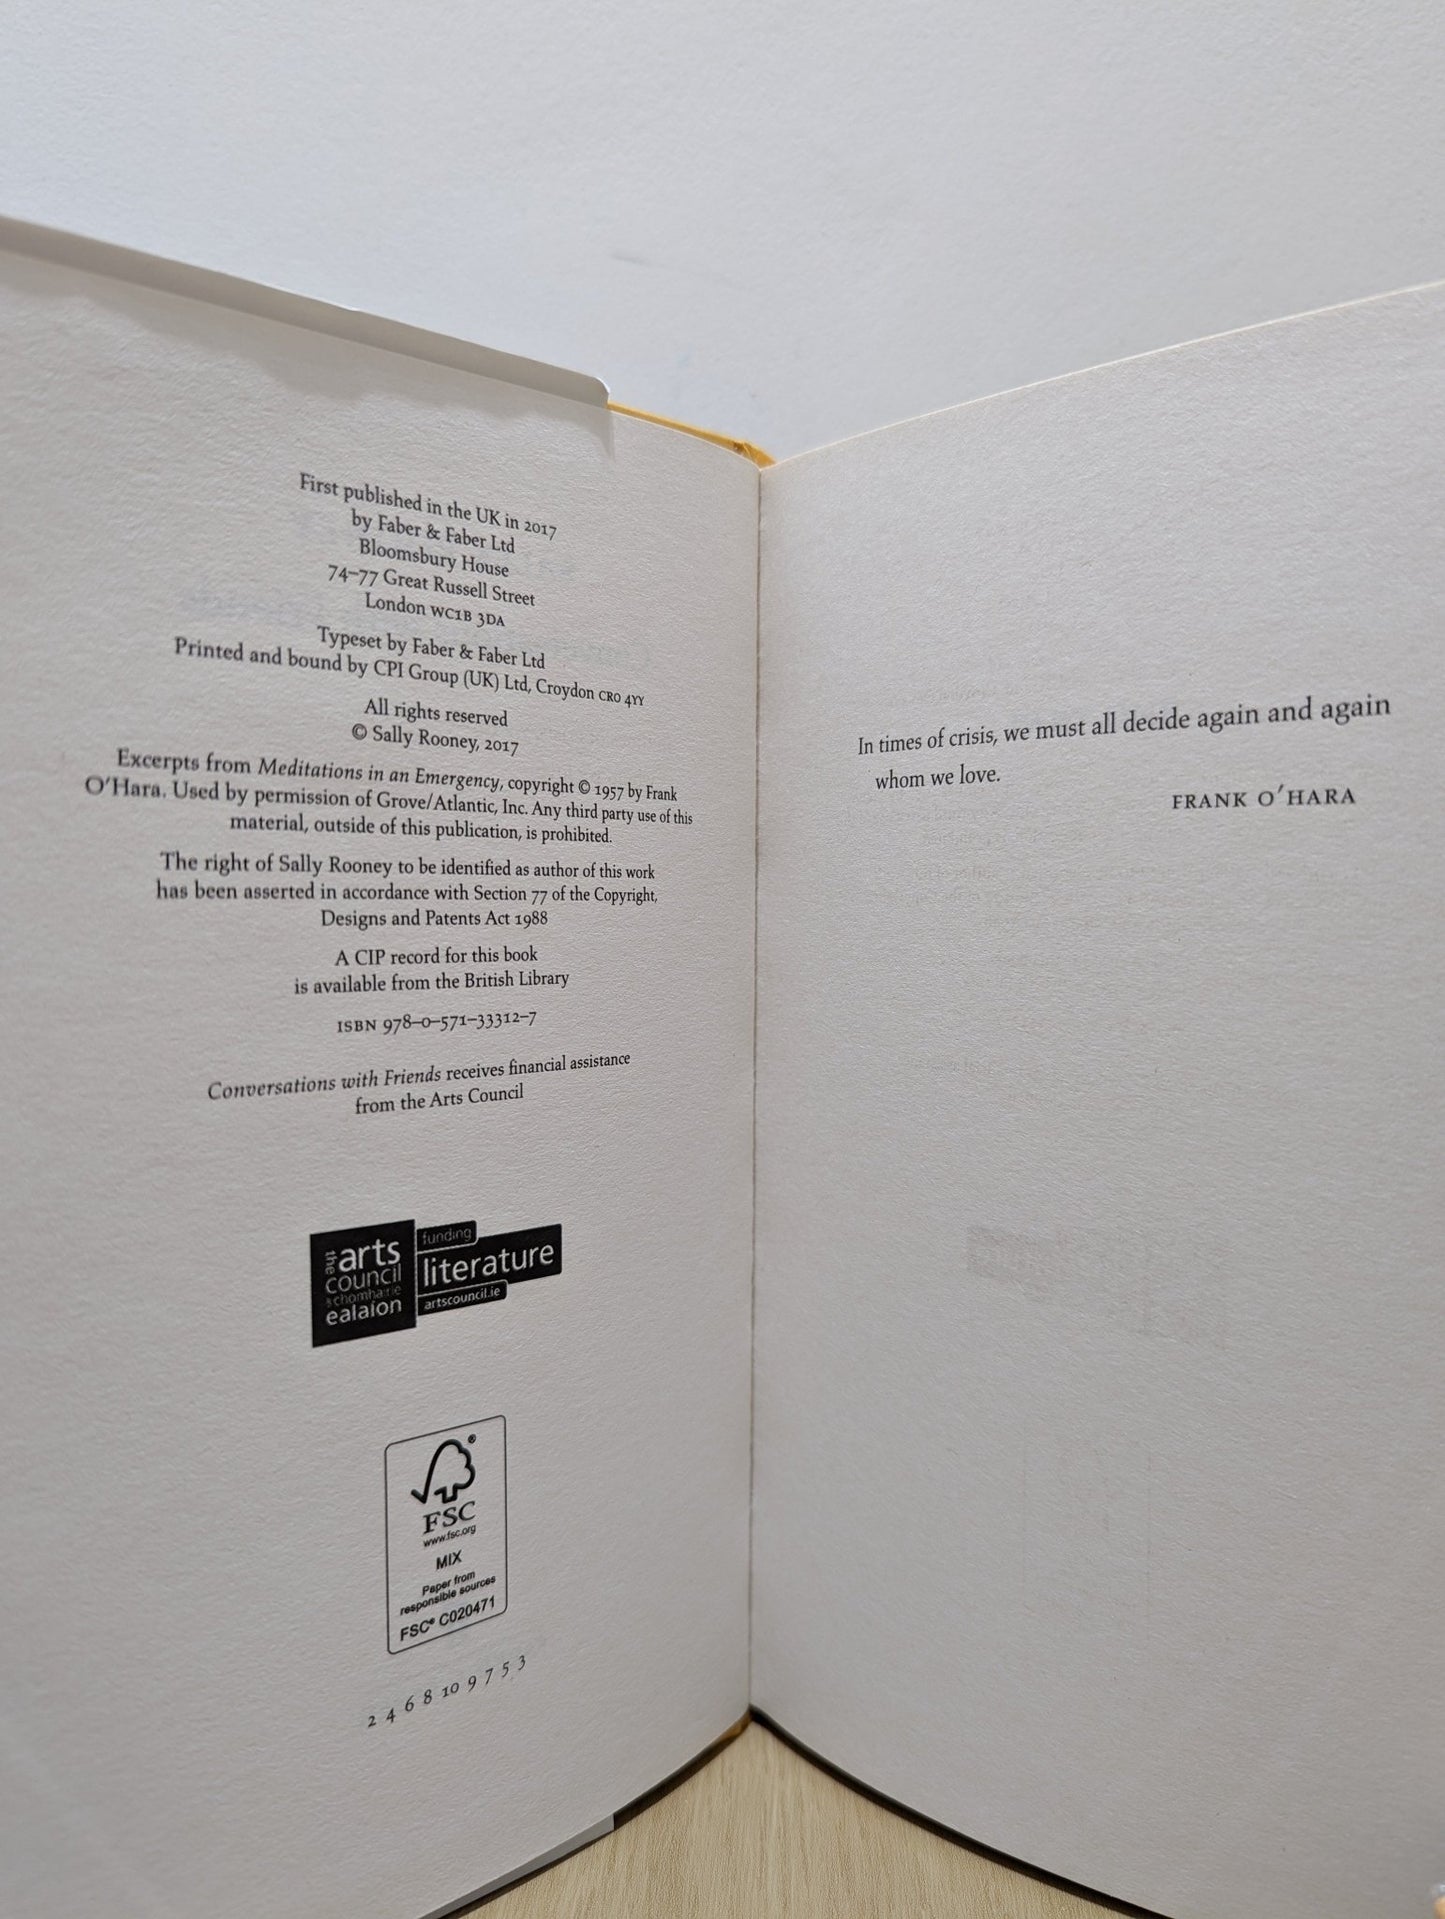 First published in the UK in 2017
by Faber & Faber Ltd
Bloomsbury House
74–77 Great Russell Street
London WC1B 3DA
Typeset by Faber & Faber Ltd
Printed and bound by CPI Group (UK) Ltd, Croydon CR0 4YY
All rights reserved
© Sally Rooney, 2017
Excerpts from Meditations in an Emergency, copyright © 1957 by Frank
O'Hara. Used by permission of Grove/Atlantic, Inc. Any third party use of this
material, outside of this publication, is prohibited.
The right of Sally Rooney to be identified as author of this work
has been asserted in accordance with Section 77 of the Copyright,
Designs and Patents Act 1988
A CIP record for this book
is available from the British Library
ISBN 978–0–571–33312–7
Conversations with Friends receives financial assistance
from the Arts Council
the arts
council
chomhairle
ealaíon
funding
literature
artscouncil.ie
FSC®
www.fsc.org
MIX
Paper from
responsible sources
FSC® C020471
2 4 6 8 10 9 7 5 3
In times of crisis, we must all decide again and again
whom we love.
FRANK O'HARA